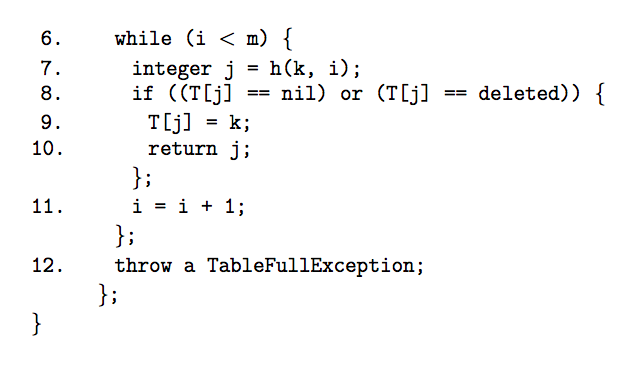 6. while (i < m) {
7. integer j = h(k, i);
8. if ((T[j] == nil) or (T[j] == deleted)) {
9. T[j] = k;
10. return j;
};
11. i = i + 1;
};
12. throw a TableFullException;
};
}